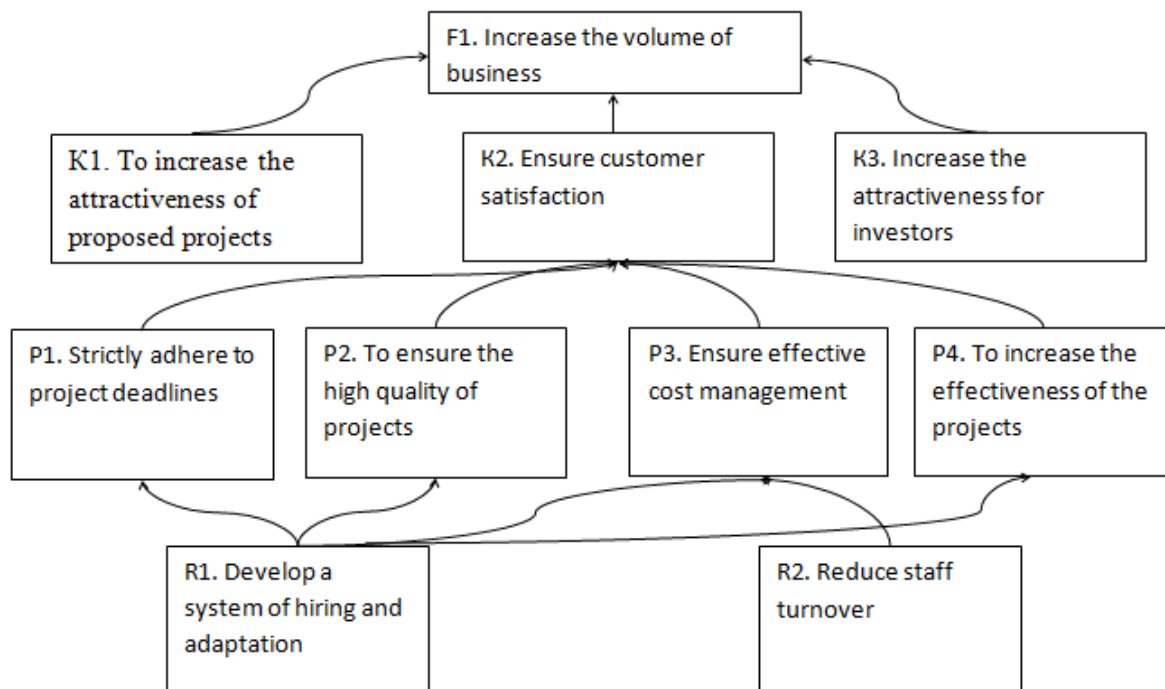 F1. Increase the volume of
business
К1. To increase the
attractiveness of
proposed projects
К2. Ensure customer
satisfaction
К3. Increase the
attractiveness for
investors
P1. Strictly adhere to
project deadlines
P2. To ensure the
high quality of
projects
P3. Ensure effective
cost management
P4. To increase the
effectiveness of the
projects
R1. Develop a
system of hiring and
adaptation
R2. Reduce staff
turnover